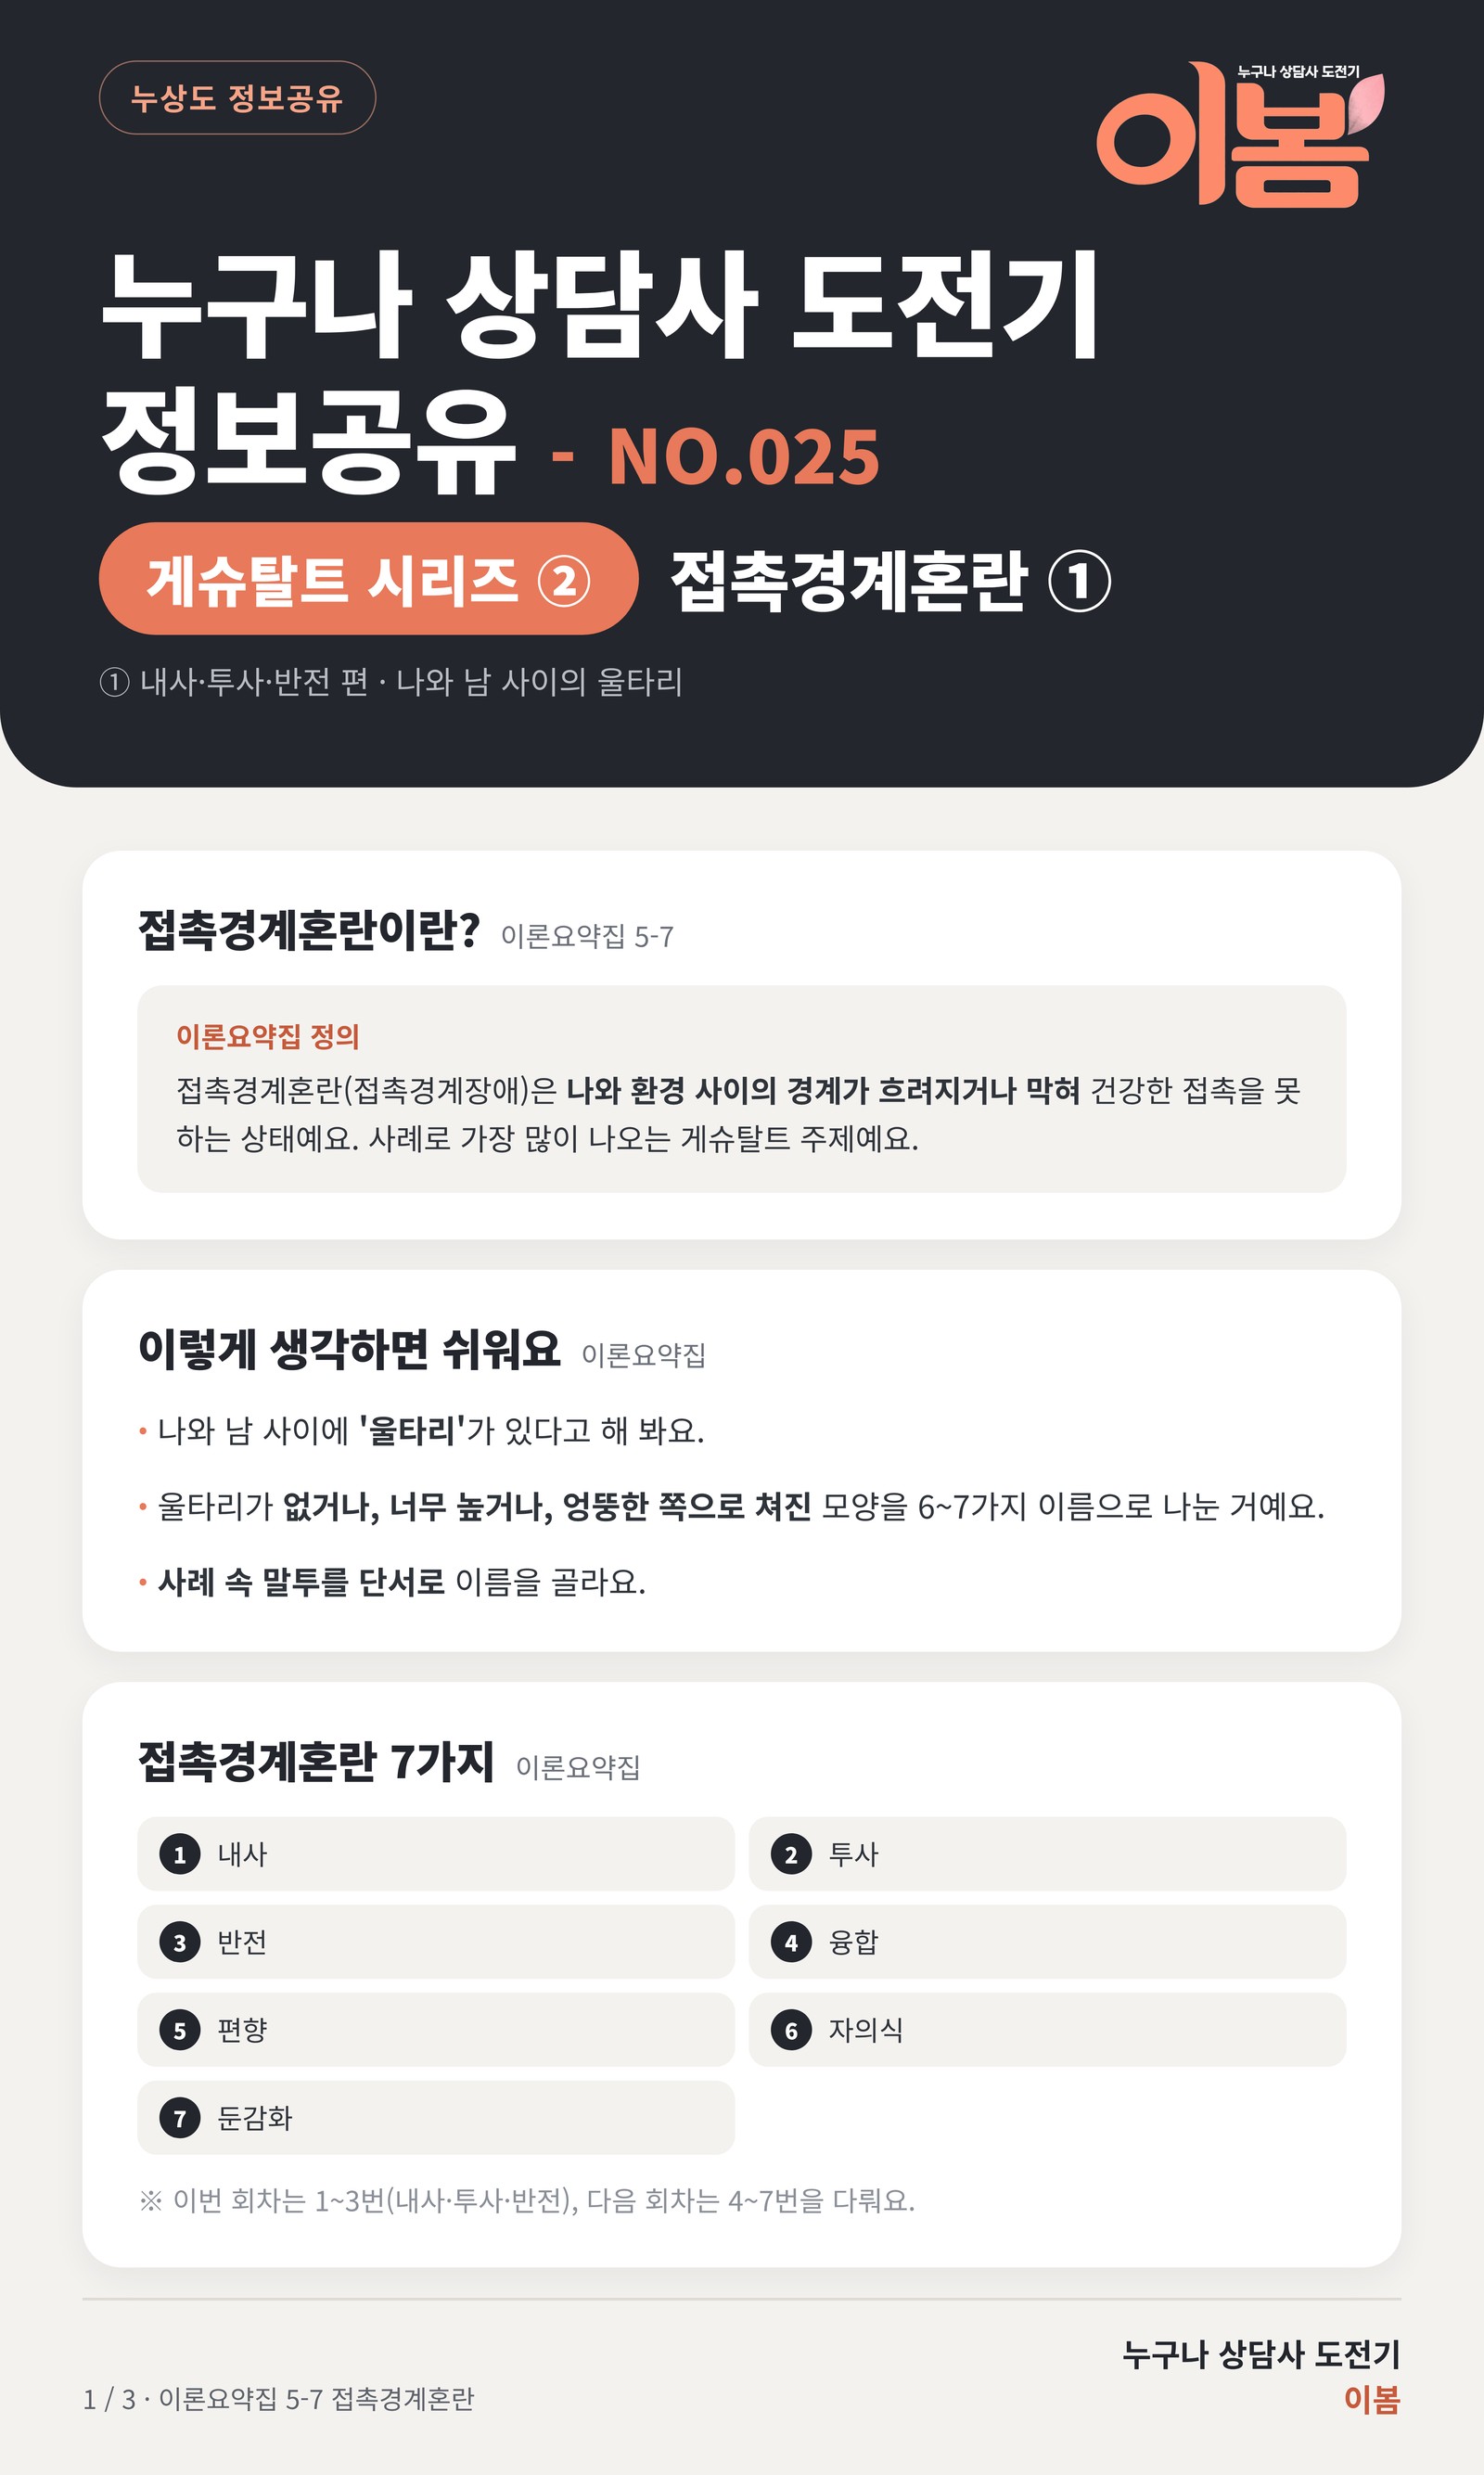 누상도 정보공유
누구나 상담사 도전기
이봄
누구나 상담사 도전기
정보공유 - NO.025
게슈탈트 시리즈 ② 접촉경계혼란 ①
① 내사·투사·반전 편 · 나와 남 사이의 울타리
접촉경계혼란이란? 이론요약집 5-7
이론요약집 정의
접촉경계혼란(접촉경계장애)은 나와 환경 사이의 경계가 흐려지거나 막혀 건강한 접촉을 못
하는 상태예요. 사례로 가장 많이 나오는 게슈탈트 주제예요.
이렇게 생각하면 쉬워요 이론요약집
• 나와 남 사이에 '울타리'가 있다고 해 봐요.
• 울타리가 없거나, 너무 높거나, 엉뚱한 쪽으로 쳐진 모양을 6~7가지 이름으로 나눈 거예요.
• 사례 속 말투를 단서로 이름을 골라요.
접촉경계혼란 7가지 이론요약집
1 내사
2 투사
3 반전
4 융합
5 편향
6 자의식
7 둔감화
※ 이번 회차는 1~3번(내사·투사·반전), 다음 회차는 4~7번을 다뤄요.
누구나 상담사 도전기
1 / 3 · 이론요약집 5-7 접촉경계혼란
이봄